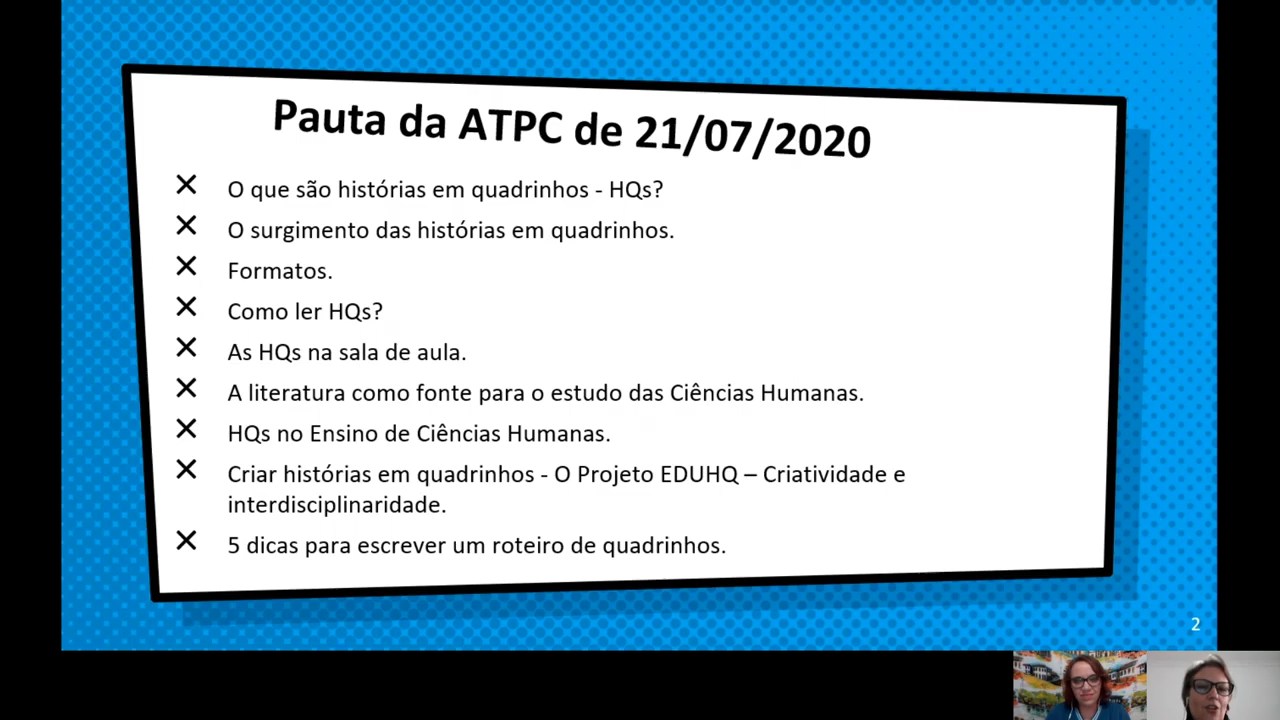 Pauta da ATPC de 21/07/2020
O que são histórias em quadrinhos - HQs?
O surgimento das histórias em quadrinhos.
Formatos.
Como ler HQs?
As HQs na sala de aula.
A literatura como fonte para o estudo das Ciências Humanas.
HQs no Ensino de Ciências Humanas.
Criar histórias em quadrinhos - O Projeto EDUHQ – Criatividade e
interdisciplinaridade.
5 dicas para escrever um roteiro de quadrinhos.
2